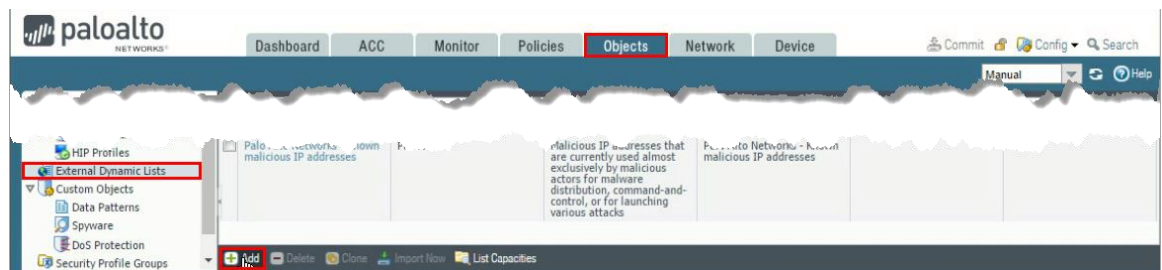 paloalto
NETWORKS
Dashboard ACC Monitor Policies Objects Network Device
Commit Config Search
Manual Help
HIP Profiles
External Dynamic Lists
Custom Objects
Data Patterns
Spyware
DoS Protection
Security Profile Groups
malicious IP addresses
Malicious IP addresses that
are currently used almost
exclusively by malicious
actors for malware
distribution, command-and-
control, or for launching
various attacks
malicious IP addresses
Add Delete Clone Import Now List Capacities